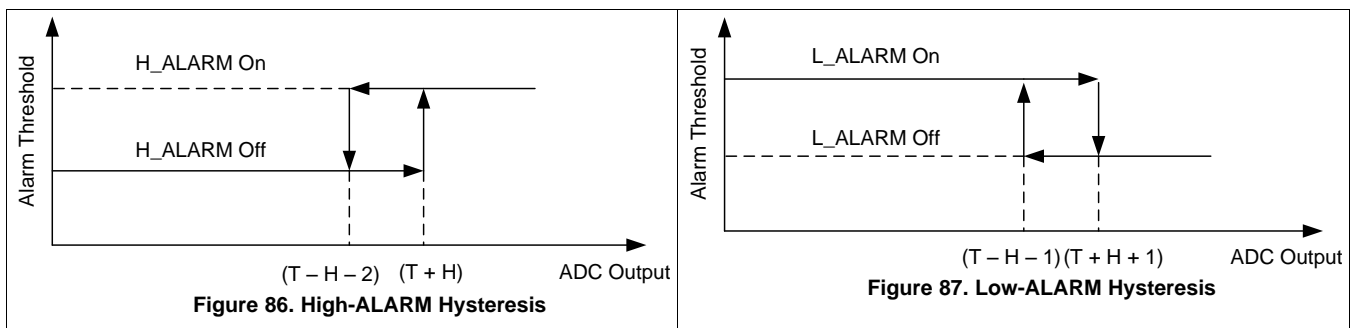 Alarm Threshold
H_ALARM On
H_ALARM Off
(T – H – 2)
(T + H)
ADC Output
Figure 86. High-ALARM Hysteresis
Alarm Threshold
L_ALARM On
L_ALARM Off
(T – H – 1)
(T + H + 1)
ADC Output
Figure 87. Low-ALARM Hysteresis